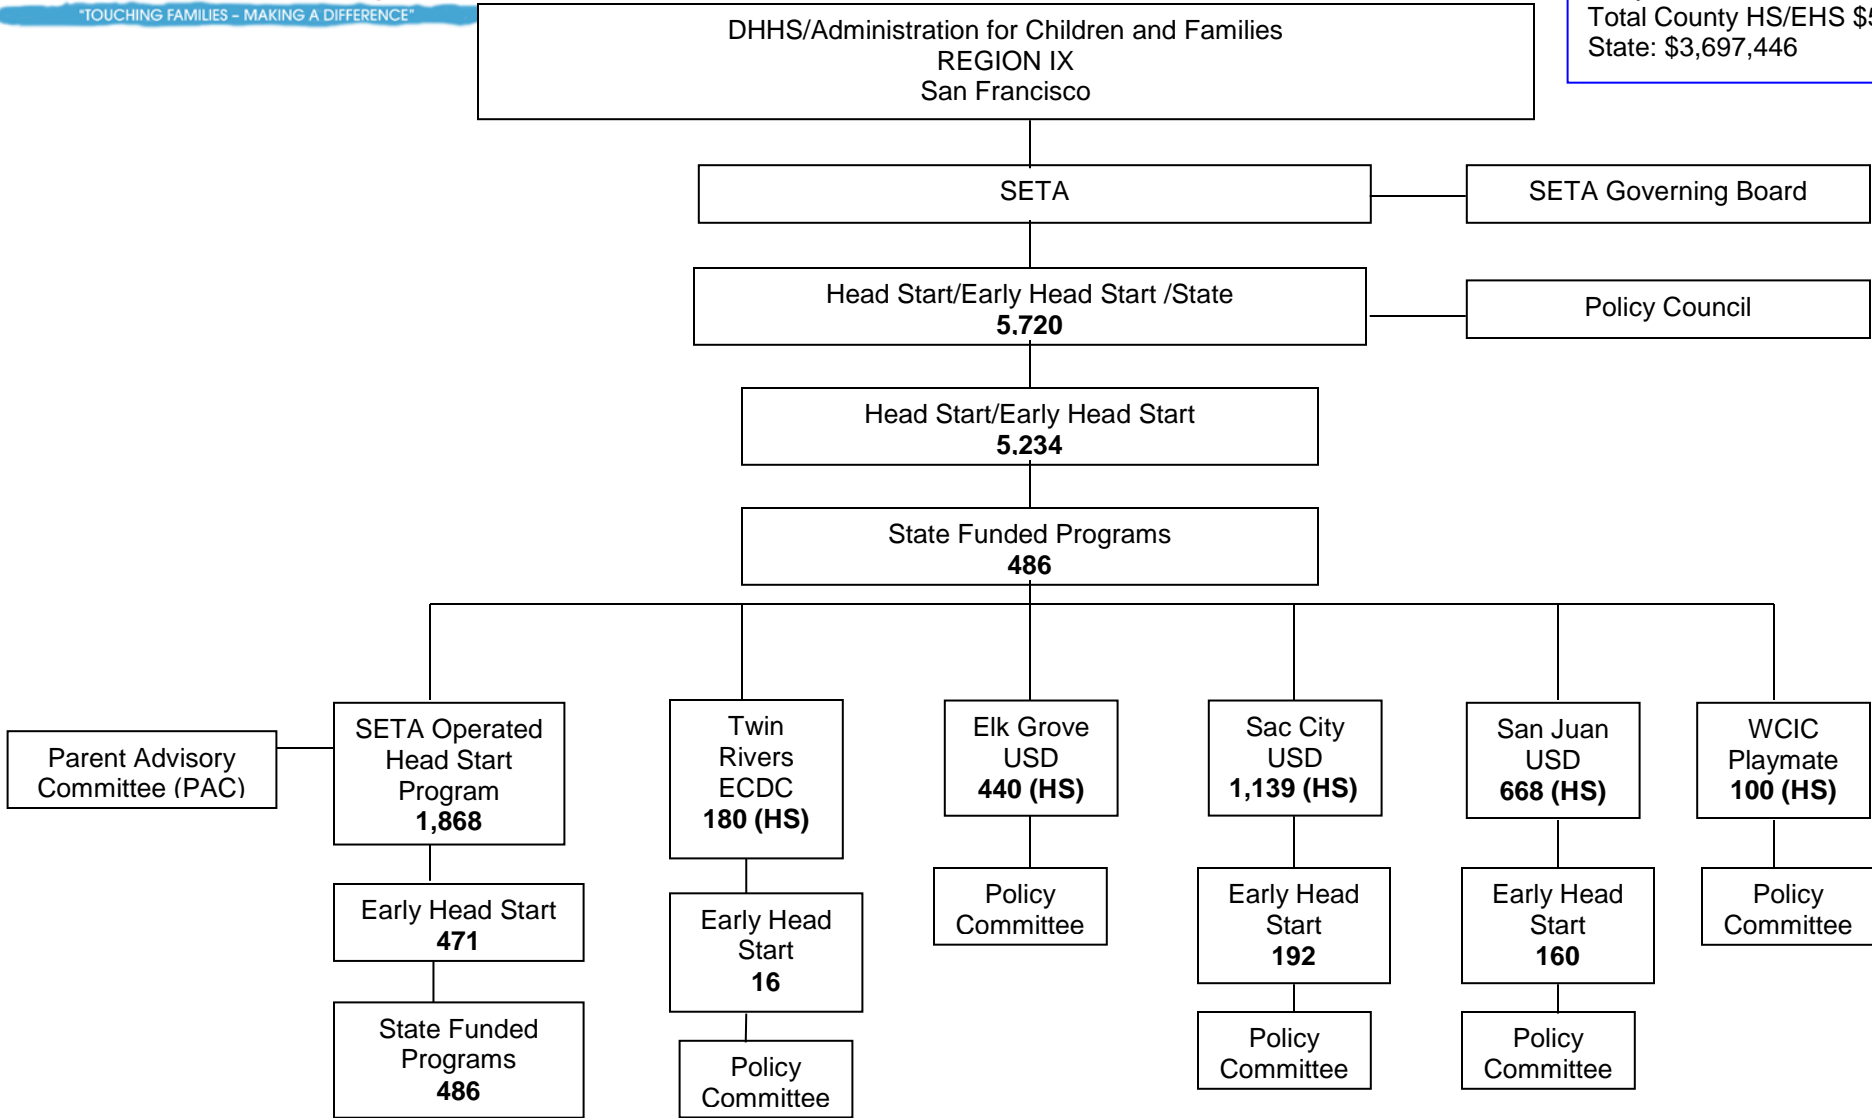 "TOUCHING FAMILIES – MAKING A DIFFERENCE"
Total County HS/EHS
State: $3,697,446
DHHS/Administration for Children and Families
REGION IX
San Francisco
SETA
SETA Governing Board
Head Start/Early Head Start /State
5,720
Policy Council
Head Start/Early Head Start
5,234
State Funded Programs
486
Parent Advisory
Committee (PAC)
SETA Operated
Head Start
Program
1,868
Early Head Start
471
State Funded
Programs
486
Twin
Rivers
ECDC
180 (HS)
Early Head
Start
16
Policy
Committee
Elk Grove
USD
440 (HS)
Policy
Committee
Sac City
USD
1,139 (HS)
Early Head
Start
192
Policy
Committee
San Juan
USD
668 (HS)
Early Head
Start
160
Policy
Committee
WCIC
Playmate
100 (HS)
Policy
Committee